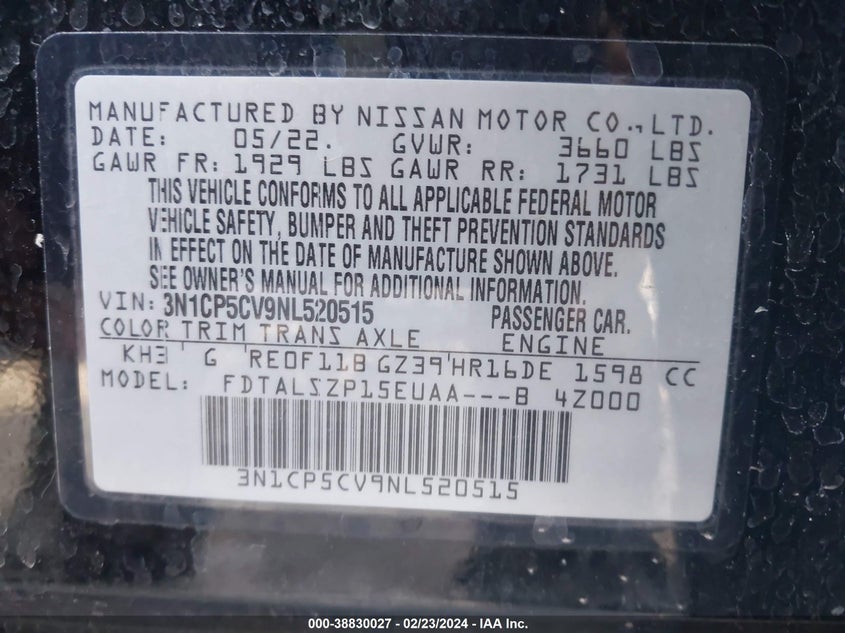 MANUFACTURED BY NISSAN MOTOR CO.,LTD.
DATE: 05/22. GVWR: 3660 LBS
GAWR FR: 1929 LBS GAWR RR: 1731 LBS
THIS VEHICLE CONFORMS TO ALL APPLICABLE FEDERAL MOTOR
VEHICLE SAFETY, BUMPER AND THEFT PREVENTION STANDARDS
IN EFFECT ON THE DATE OF MANUFACTURE SHOWN ABOVE.
SEE OWNER'S MANUAL FOR ADDITIONAL INFORMATION.
VIN: 3N1CP5CV9NL520515 PASSENGER CAR.
COLOR TRIM TRANS AXLE ENGINE
KH3 G RE0F11B GZ39 HR16DE 1598 CC
MODEL: FDTALSZP15EUAA---B 4Z000
3N1CP5CV9NL520515
000-38830027 - 02/23/2024 - IAA Inc.